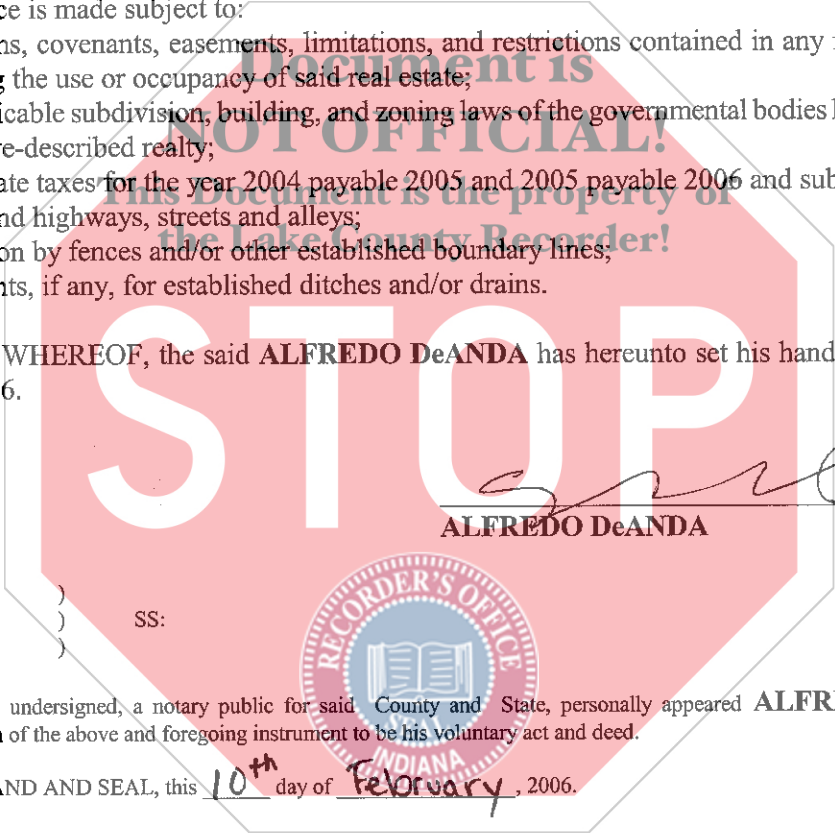 ce is made subject to:
ns, covenants, easements, limitations, and restrictions contained in any
Document is
g the use or occupancy of said real estate;
icable subdivision, building, and zoning laws of the governmental bodies
NOT OFFICIAL!
e-described realty;
ate taxes for the year 2004 payable 2005 and 2005 payable 2006 and sub
This Document is the property of
nd highways, streets and alleys;
the Lake County Recorder!
on by fences and/or other established boundary lines;
nts, if any, for established ditches and/or drains.
WHEREOF, the said ALFREDO DeANDA has hereunto set his hand
6.
STOP
ALFREDO DeANDA
)
) SS:
)
RECORDER'S OFFICE
undersigned, a notary public for said County and State, personally appeared ALFR
of the above and foregoing instrument to be his voluntary act and deed.
SEAL
INDIANA
AND AND SEAL, this 10th day of February, 2006.